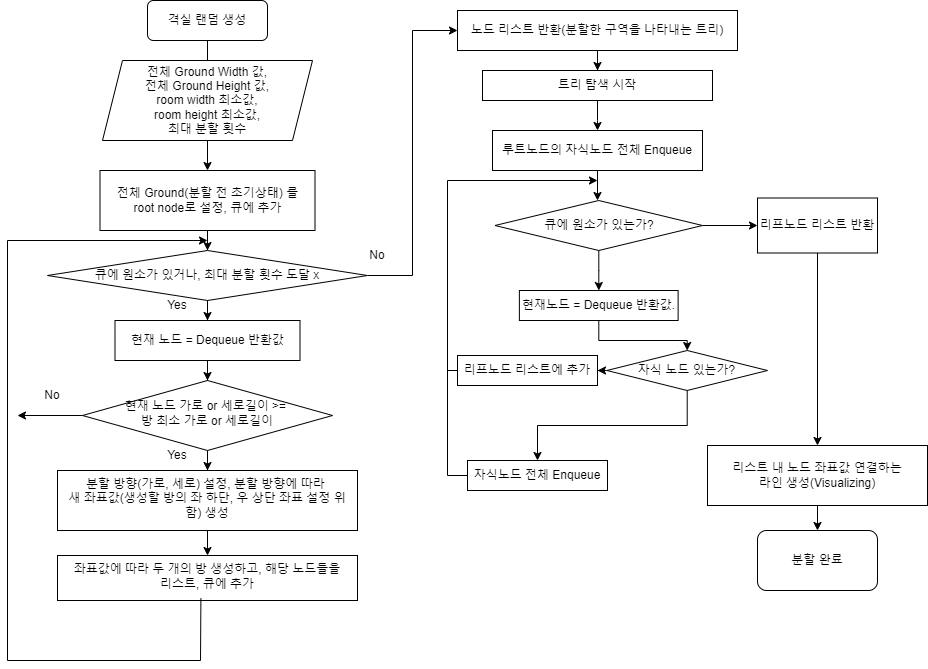 격실 랜덤 생성
전체 Ground Width 값,
전체 Ground Height 값,
room width 최소값,
room height 최소값,
최대 분할 횟수
전체 Ground(분할 전 초기상태) 를
root node로 설정, 큐에 추가
큐에 원소가 있거나, 최대 분할 횟수 도달 x
No
Yes
현재 노드 = Dequeue 반환값
현재 노드 가로 or 세로길이 >=
방 최소 가로 or 세로길이
No
Yes
분할 방향(가로, 세로) 설정, 분할 방향에 따라
새 좌표값(생성할 방의 좌 하단, 우 상단 좌표 설정 위
함) 생성
좌표값에 따라 두 개의 방 생성하고, 해당 노드들을
리스트, 큐에 추가
노드 리스트 반환(분할한 구역을 나타내는 트리)
트리 탐색 시작
루트노드의 자식노드 전체 Enqueue
큐에 원소가 있는가?
리프노드 리스트 반환
현재노드 = Dequeue 반환값.
자식 노드 있는가?
리프노드 리스트에 추가
자식노드 전체 Enqueue
리스트 내 노드 좌표값 연결하는
라인 생성(Visualizing)
분할 완료